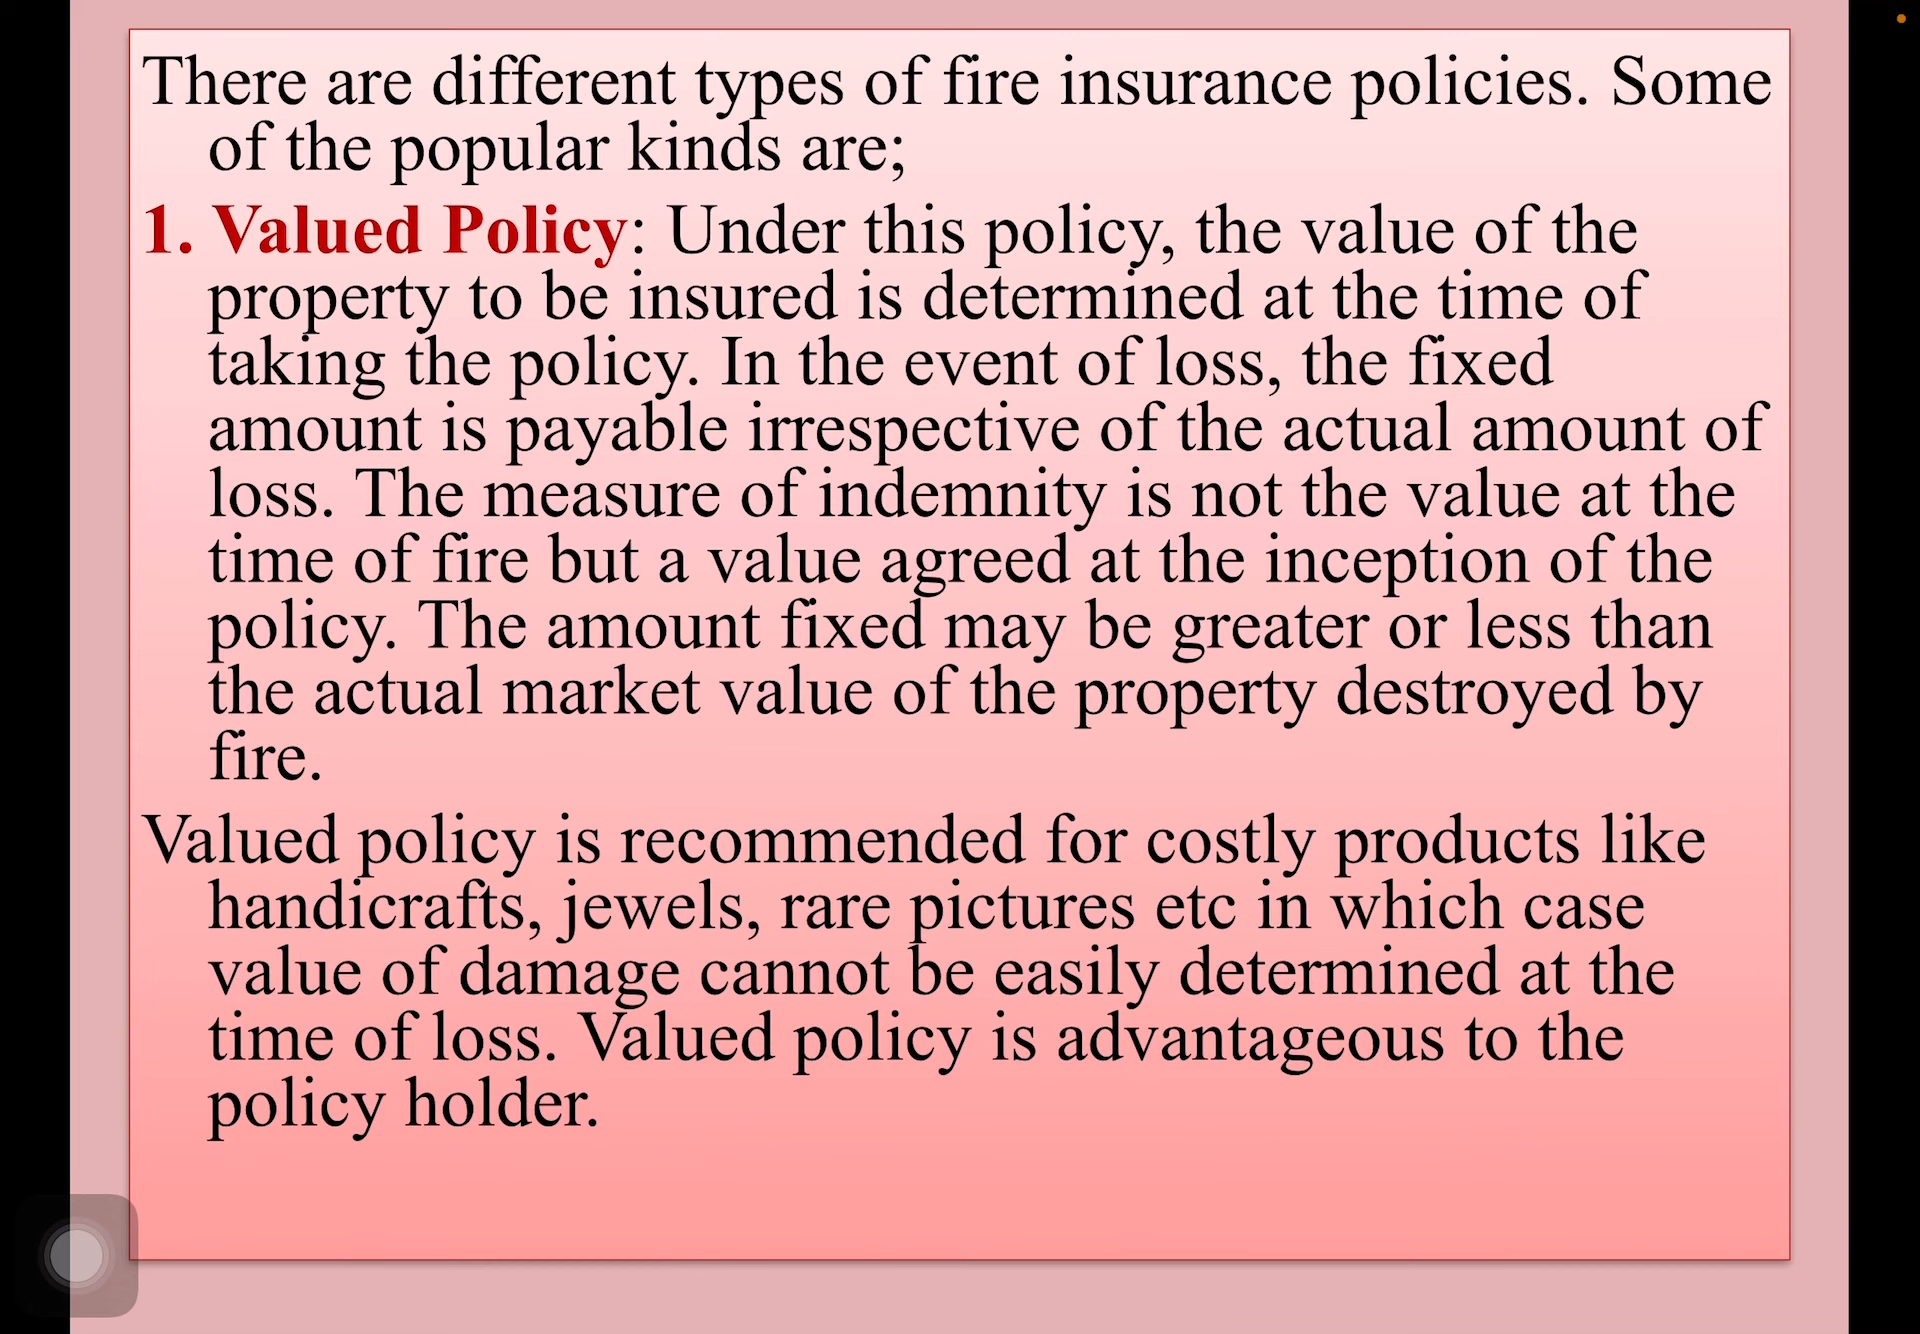 There are different types of fire insurance policies. Some
of the popular kinds are;
1. Valued Policy: Under this policy, the value of the
property to be insured is determined at the time of
taking the policy. In the event of loss, the fixed
amount is payable irrespective of the actual amount of
loss. The measure of indemnity is not the value at the
time of fire but a value agreed at the inception of the
policy. The amount fixed may be greater or less than
the actual market value of the property destroyed by
fire.
Valued policy is recommended for costly products like
handicrafts, jewels, rare pictures etc in which case
value of damage cannot be easily determined at the
time of loss. Valued policy is advantageous to the
policy holder.